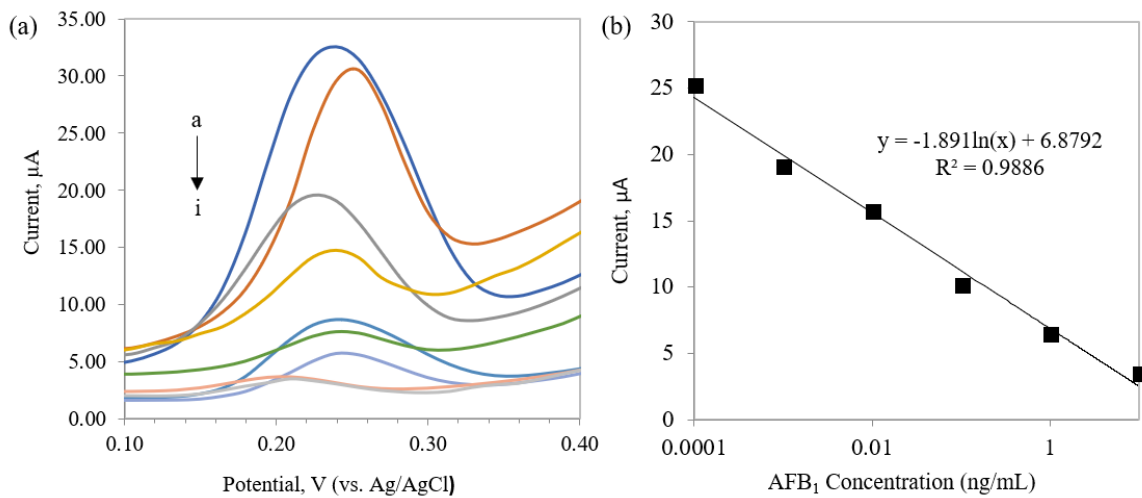 (a)
35.00
30.00
25.00
20.00
15.00
10.00
5.00
0.00
Current, µA
a
i
0.10
0.20
0.30
0.40
Potential, V (vs. Ag/AgCl)
(b)
30
25
20
15
10
5
0
Current, µA
y = -1.891ln(x) + 6.8792
R² = 0.9886
0.0001
0.01
1
AFB₁ Concentration (ng/mL)